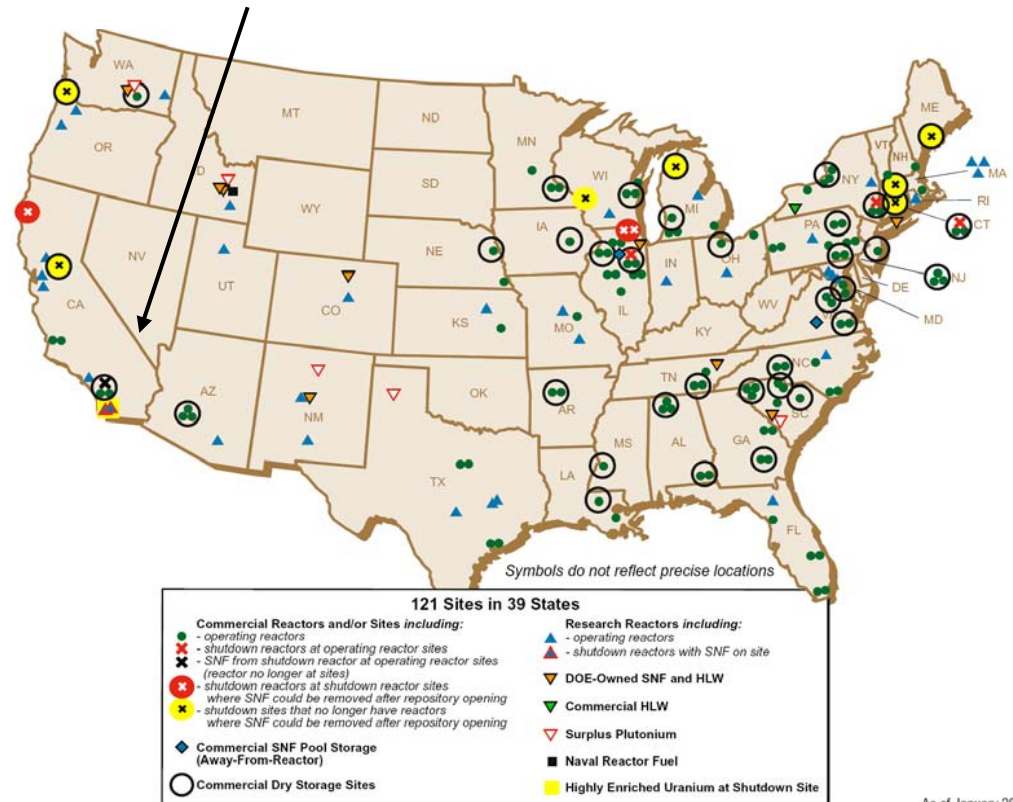 WA
MT
ND
MN
ME
VT
NH
MA
NY
WI
MI
OR
D
SD
WY
RI
CT
PA
IA
NE
NV
UT
CO
CA
IL
IN
OH
NJ
DE
MD
WV
KS
MO
KY
NC
TN
AZ
NM
OK
AR
SC
MS
AL
GA
LA
TX
FL
Symbols do not reflect precise locations
121 Sites in 39 States
Commercial Reactors and/or Sites including:
- operating reactors
- shutdown reactors at operating reactor sites
- SNF from shutdown reactor at operating reactor sites
(reactor no longer at sites)
- shutdown reactors at shutdown reactor sites
where SNF could be removed after repository opening
- shutdown sites that no longer have reactors
where SNF could be removed after repository opening
Commercial SNF Pool Storage
(Away-From-Reactor)
Commercial Dry Storage Sites
Research Reactors including:
- operating reactors
- shutdown reactors with SNF on site
DOE-Owned SNF and HLW
Commercial HLW
Surplus Plutonium
Naval Reactor Fuel
Highly Enriched Uranium at Shutdown Site
As of January 20